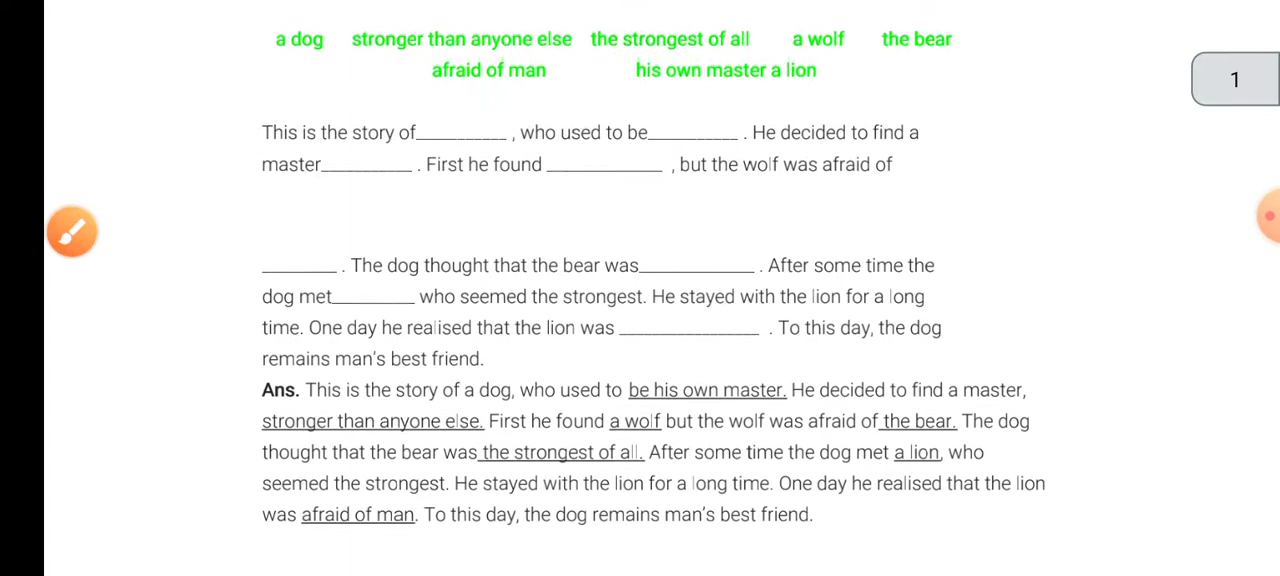 a dog stronger than anyone else the strongest of all a wolf the bear
afraid of man his own master a lion
1
This is the story of__________ , who used to be__________ . He decided to find a
master__________ . First he found ____________ , but the wolf was afraid of
________ . The dog thought that the bear was____________ . After some time the
dog met_________ who seemed the strongest. He stayed with the lion for a long
time. One day he realised that the lion was _______________ . To this day, the dog
remains man's best friend.
Ans. This is the story of a dog, who used to be his own master. He decided to find a master,
stronger than anyone else. First he found a wolf but the wolf was afraid of the bear. The dog
thought that the bear was the strongest of all. After some time the dog met a lion, who
seemed the strongest. He stayed with the lion for a long time. One day he realised that the lion
was afraid of man. To this day, the dog remains man's best friend.